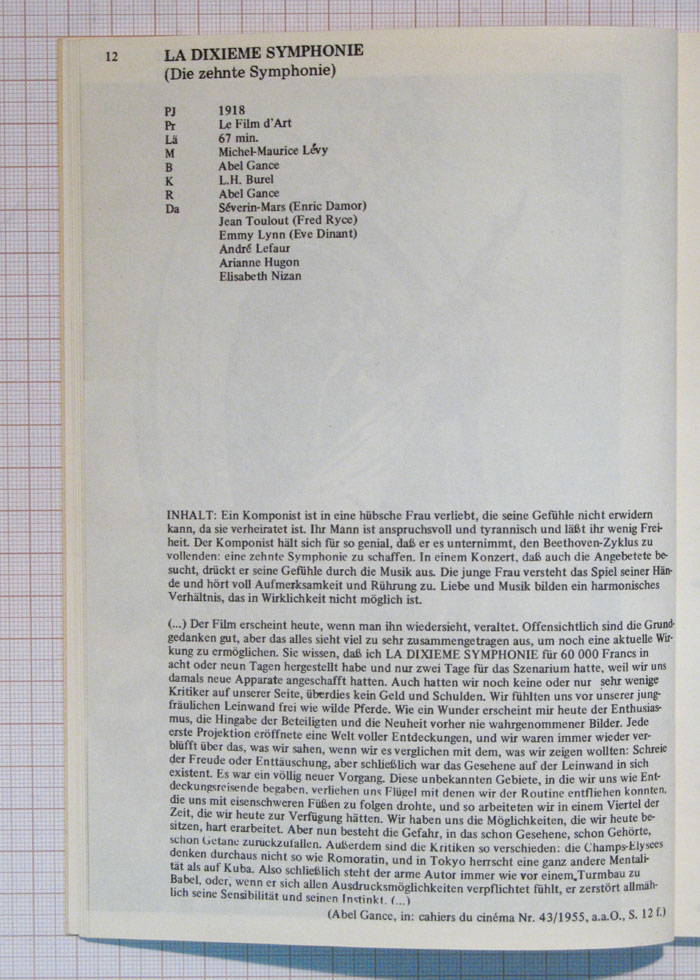 12
LA DIXIEME SYMPHONIE
(Die zehnte Symphonie)
PJ 1918
Pr Le Film d'Art
Lä 67 min.
M Michel-Maurice Lévy
B Abel Gance
K L.H. Burel
R Abel Gance
Da Séverin-Mars (Enric Damor)
Jean Toulout (Fred Ryce)
Emmy Lynn (Eve Dinant)
André Lefaur
Arianne Hugon
Elisabeth Nizan
INHALT: Ein Komponist ist in eine hübsche Frau verliebt, die seine Gefühle nicht erwidern
kann, da sie verheiratet ist. Ihr Mann ist anspruchsvoll und tyrannisch und läßt ihr wenig Frei-
heit. Der Komponist hält sich für so genial, daß er es unternimmt, den Beethoven-Zyklus zu
vollenden: eine zehnte Symphonie zu schaffen. In einem Konzert, daß auch die Angebetete be-
sucht, drückt er seine Gefühle durch die Musik aus. Die junge Frau versteht das Spiel seiner Hän-
de und hört voll Aufmerksamkeit und Rührung zu. Liebe und Musik bilden ein harmonisches
Verhältnis, das in Wirklichkeit nicht möglich ist.
(...) Der Film erscheint heute, wenn man ihn wiedersieht, veraltet. Offensichtlich sind die Grund-
gedanken gut, aber das alles sieht viel zu sehr zusammengetragen aus, um noch eine aktuelle Wir-
kung zu ermöglichen. Sie wissen, daß ich LA DIXIEME SYMPHONIE für 60 000 Francs in
acht oder neun Tagen hergestellt habe und nur zwei Tage für das Szenarium hatte, weil wir uns
damals neue Apparate angeschafft hatten. Auch hatten wir noch keine oder nur sehr wenige
Kritiker auf unserer Seite, überdies kein Geld und Schulden. Wir fühlten uns vor unserer jung-
fräulichen Leinwand frei wie wilde Pferde. Wie ein Wunder erscheint mir heute der Enthusias-
mus, die Hingabe der Beteiligten und die Neuheit vorher nie wahrgenommener Bilder. Jede
erste Projektion eröffnete eine Welt voller Entdeckungen, und wir waren immer wieder ver-
blüfft über das, was wir sahen, wenn wir es verglichen mit dem, was wir zeigen wollten: Schreie
der Freude oder Enttäuschung, aber schließlich war das Gesehene auf der Leinwand in sich
existent. Es war ein völlig neuer Vorgang. Diese unbekannten Gebiete, in die wir uns wie Ent-
deckungsreisende begaben, verliehen uns Flügel mit denen wir der Routine entfliehen konnten,
die uns mit eisenschweren Füßen zu folgen drohte, und so arbeiteten wir in einem Viertel der
Zeit, die wir heute zur Verfügung hätten. Wir haben uns die Möglichkeiten, die wir heute be-
sitzen, hart erarbeitet. Aber nun besteht die Gefahr, in das schon Gesehene, schon Gehörte,
schon Getane zurückzufallen. Außerdem sind die Kritiken so verschieden: die Champs-Elysees
denken durchaus nicht so wie Romoratin, und in Tokyo herrscht eine ganz andere Mentali-
tät als auf Kuba. Also schließlich steht der arme Autor immer wie vor einem Turmbau zu
Babel, oder, wenn er sich allen Ausdrucksmöglichkeiten verpflichtet fühlt, er zerstört allmäh-
lich seine Sensibilität und seinen Instinkt. (...)
(Abel Gance, in: cahiers du cinéma Nr. 43/1955, a.a.O., S. 12 f.)